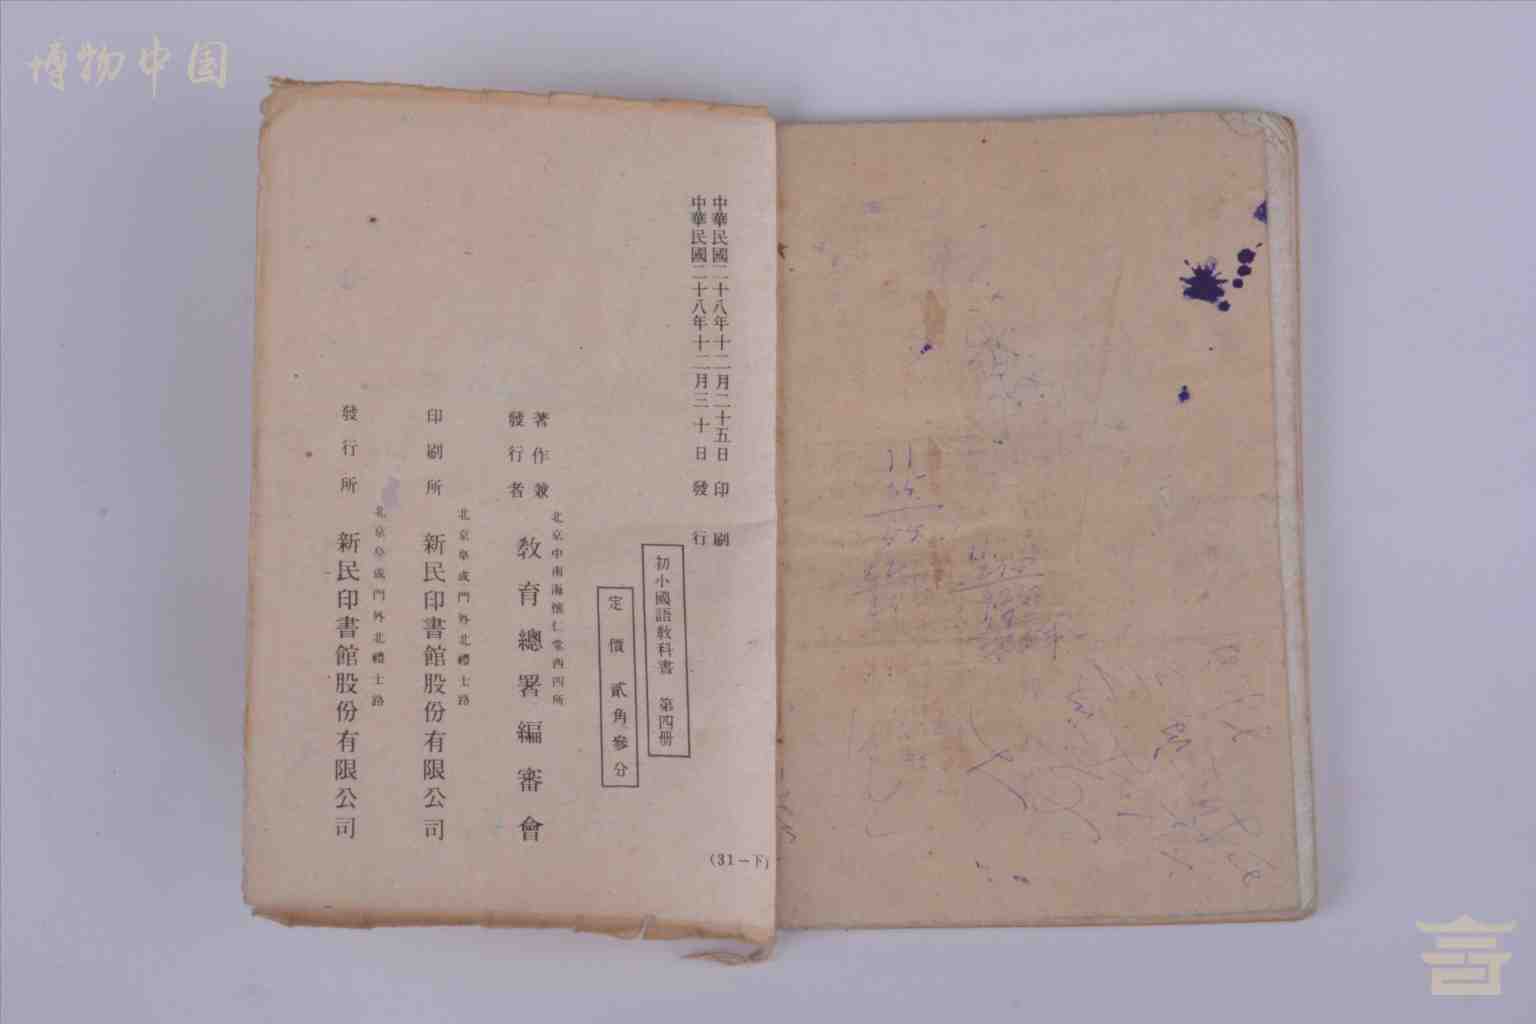 博物中国
中華民國二十八年十二月二十五日印刷
中華民國二十八年十二月三十日發行
初小國語教科書 第四册
定價 貳角參分
著作兼
發行者
北京中南海懷仁堂西四所
教育總署編審會
北京阜成門外北禮士路
印刷所 新民印書館股份有限公司
北京阜成門外北禮士路
發行所 新民印書館股份有限公司
(31-下)